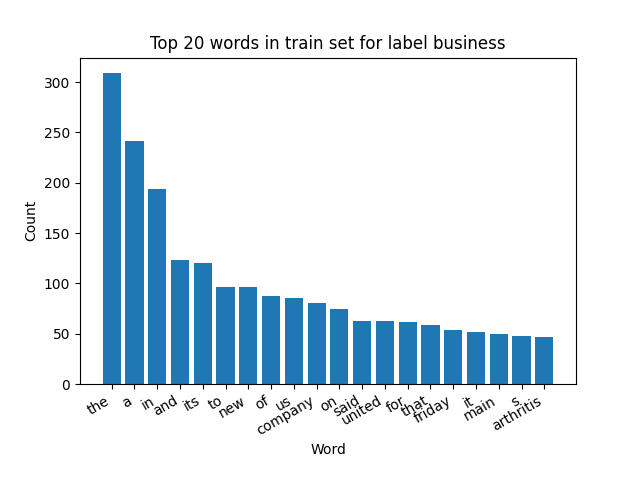 Top 20 words in train set for label business
Count
300
250
200
150
100
50
0
the
a
in
and
its
to
new
of
us
company
on
said
united
for
that
friday
it
main
s
arthritis
Word